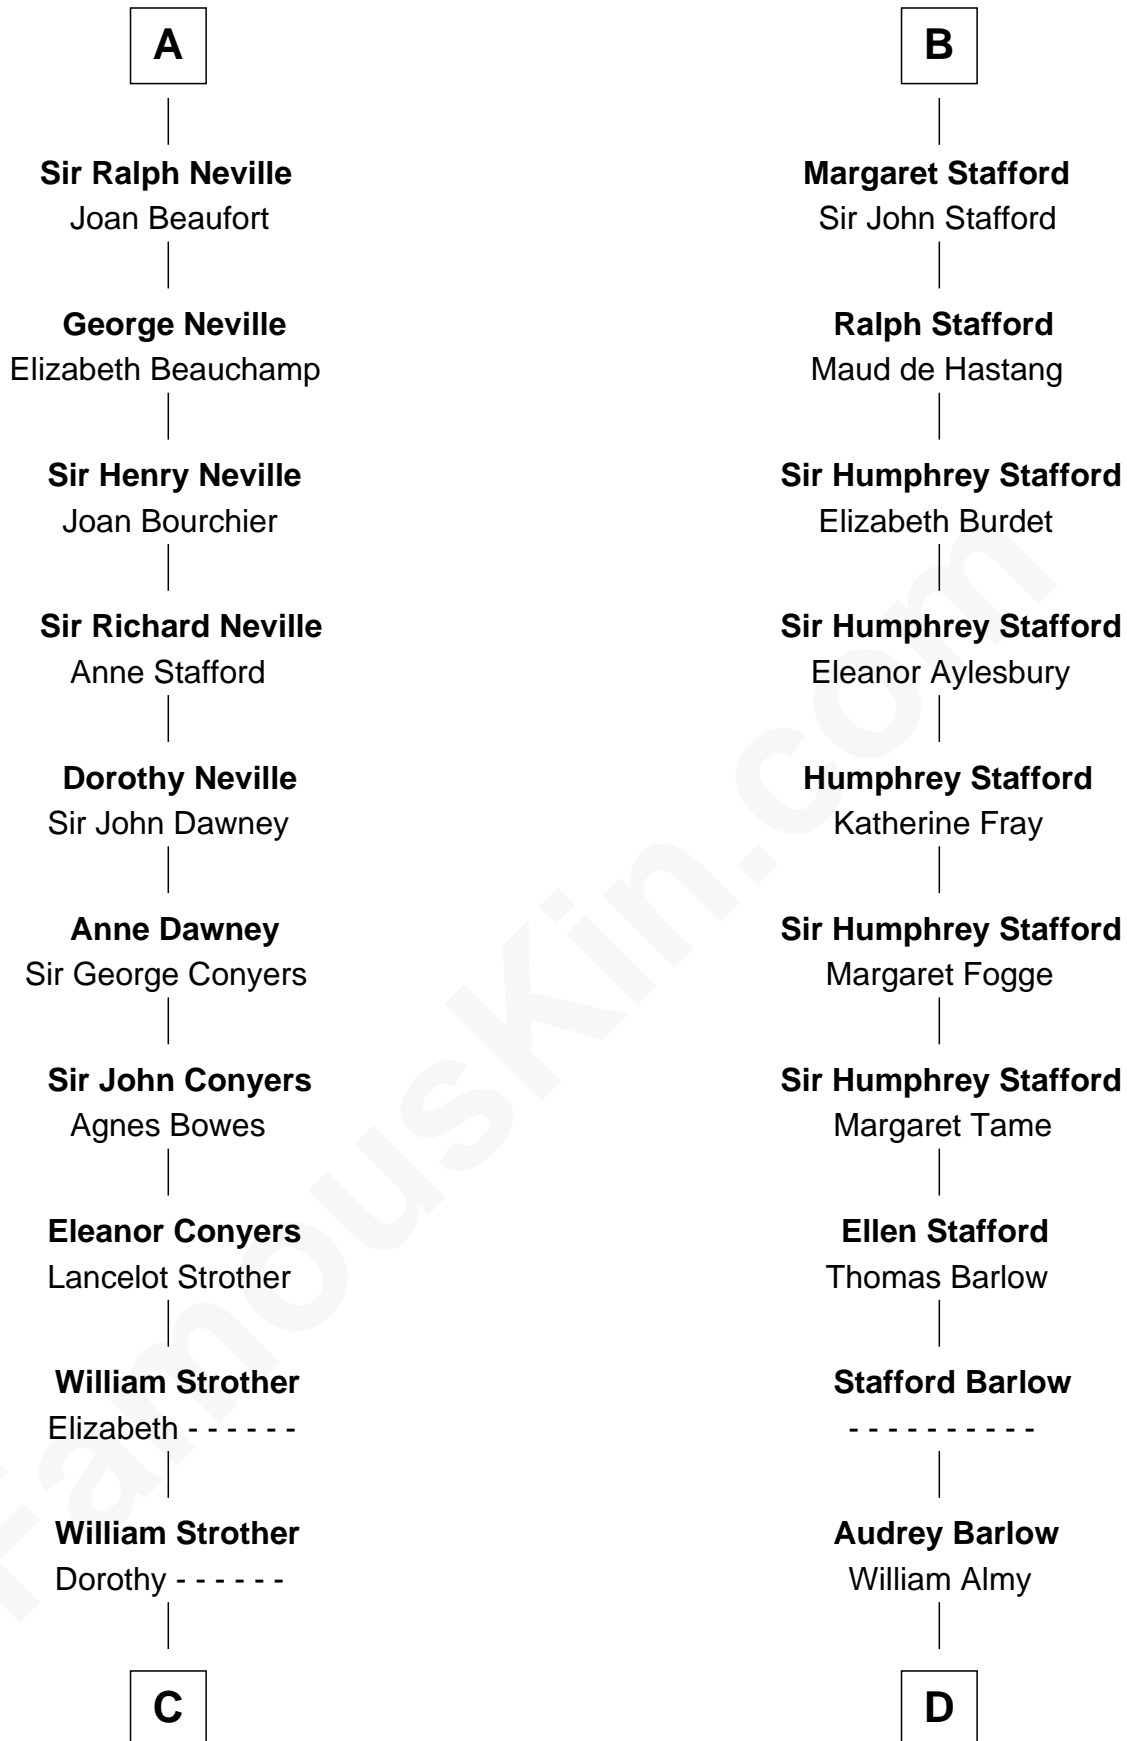 A
Sir Ralph Neville
Joan Beaufort
George Neville
Elizabeth Beauchamp
Sir Henry Neville
Joan Bourchier
Sir Richard Neville
Anne Stafford
Dorothy Neville
Sir John Dawney
Anne Dawney
Sir George Conyers
Sir John Conyers
Agnes Bowes
Eleanor Conyers
Lancelot Strother
William Strother
Elizabeth - - - - - -
William Strother
Dorothy - - - - - -
C
B
Margaret Stafford
Sir John Stafford
Ralph Stafford
Maud de Hastang
Sir Humphrey Stafford
Elizabeth Burdet
Sir Humphrey Stafford
Eleanor Aylesbury
Humphrey Stafford
Katherine Fray
Sir Humphrey Stafford
Margaret Fogge
Sir Humphrey Stafford
Margaret Tame
Ellen Stafford
Thomas Barlow
Stafford Barlow
- - - - - - - - - -
Audrey Barlow
William Almy
D
FamousKin.com